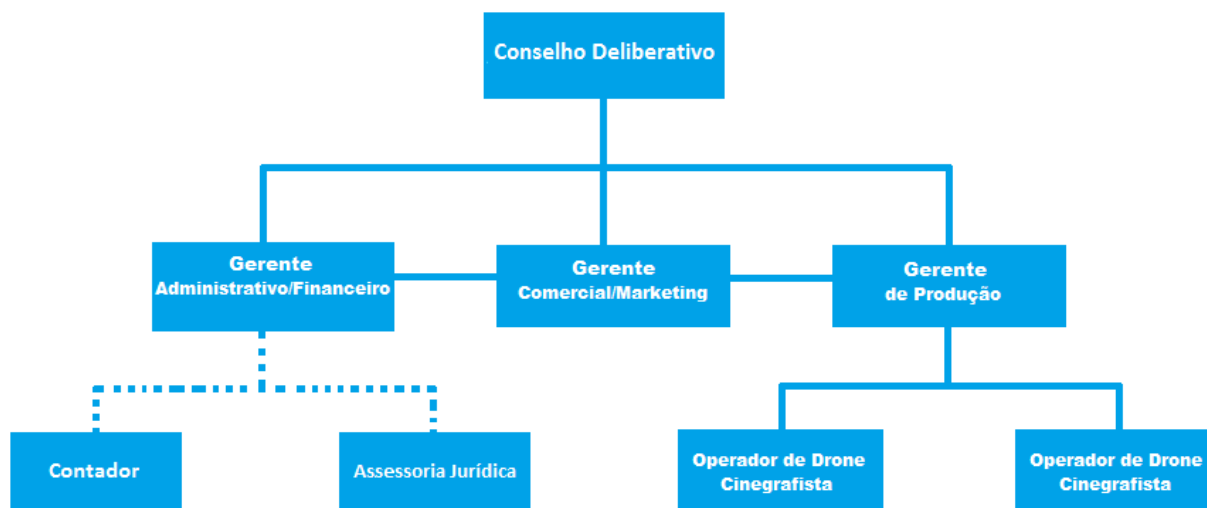 Conselho Deliberativo
Gerente
Administrativo/Financeiro
Gerente
Comercial/Marketing
Gerente
de Produção
Contador
Assessoria Jurídica
Operador de Drone
Cinegrafista
Operador de Drone
Cinegrafista